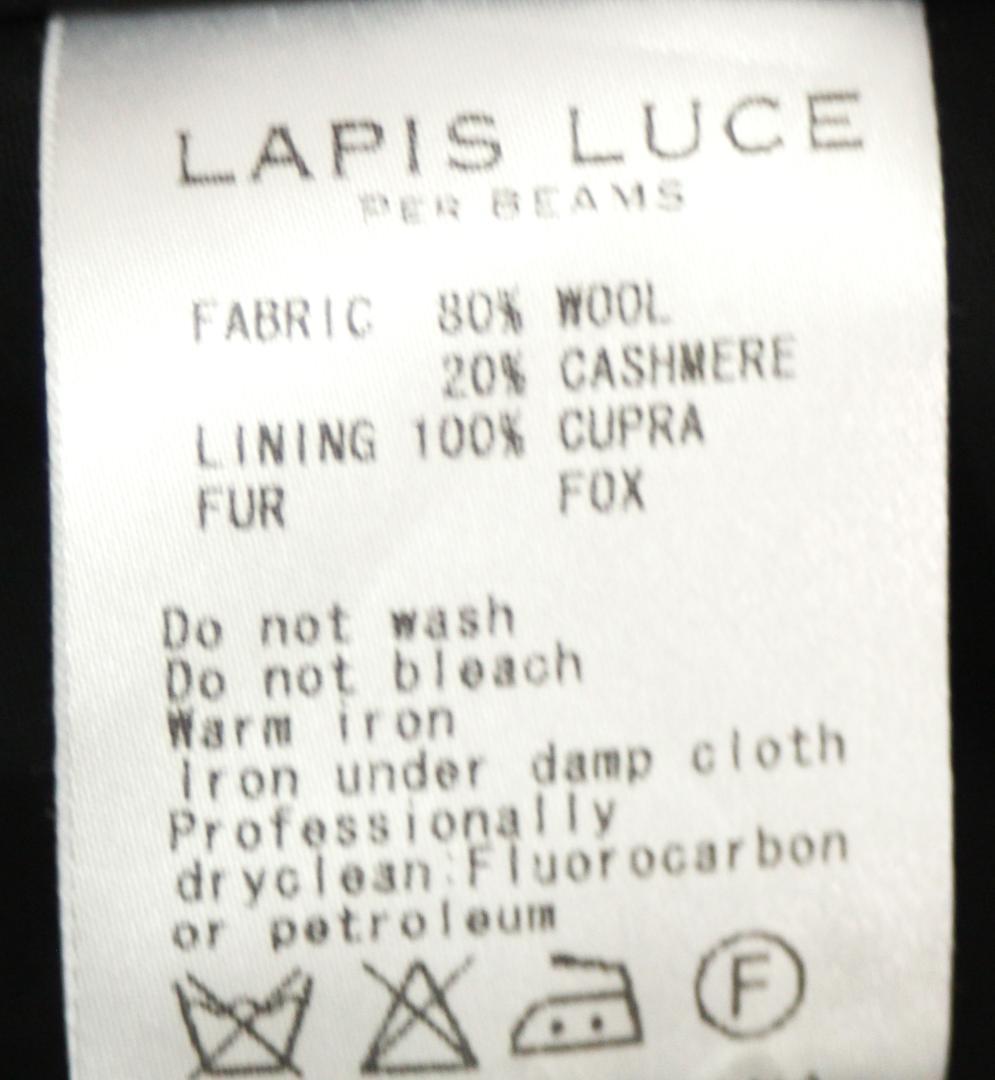 LAPIS LUCE
PER BEAMS
FABRIC 80% WOOL
20% CASHMERE
LINING 100% CUPRA
FUR FOX
Do not wash
Do not bleach
Warm iron
Iron under damp cloth
Professionally
dryclean:Fluorocarbon
or petroleum
F